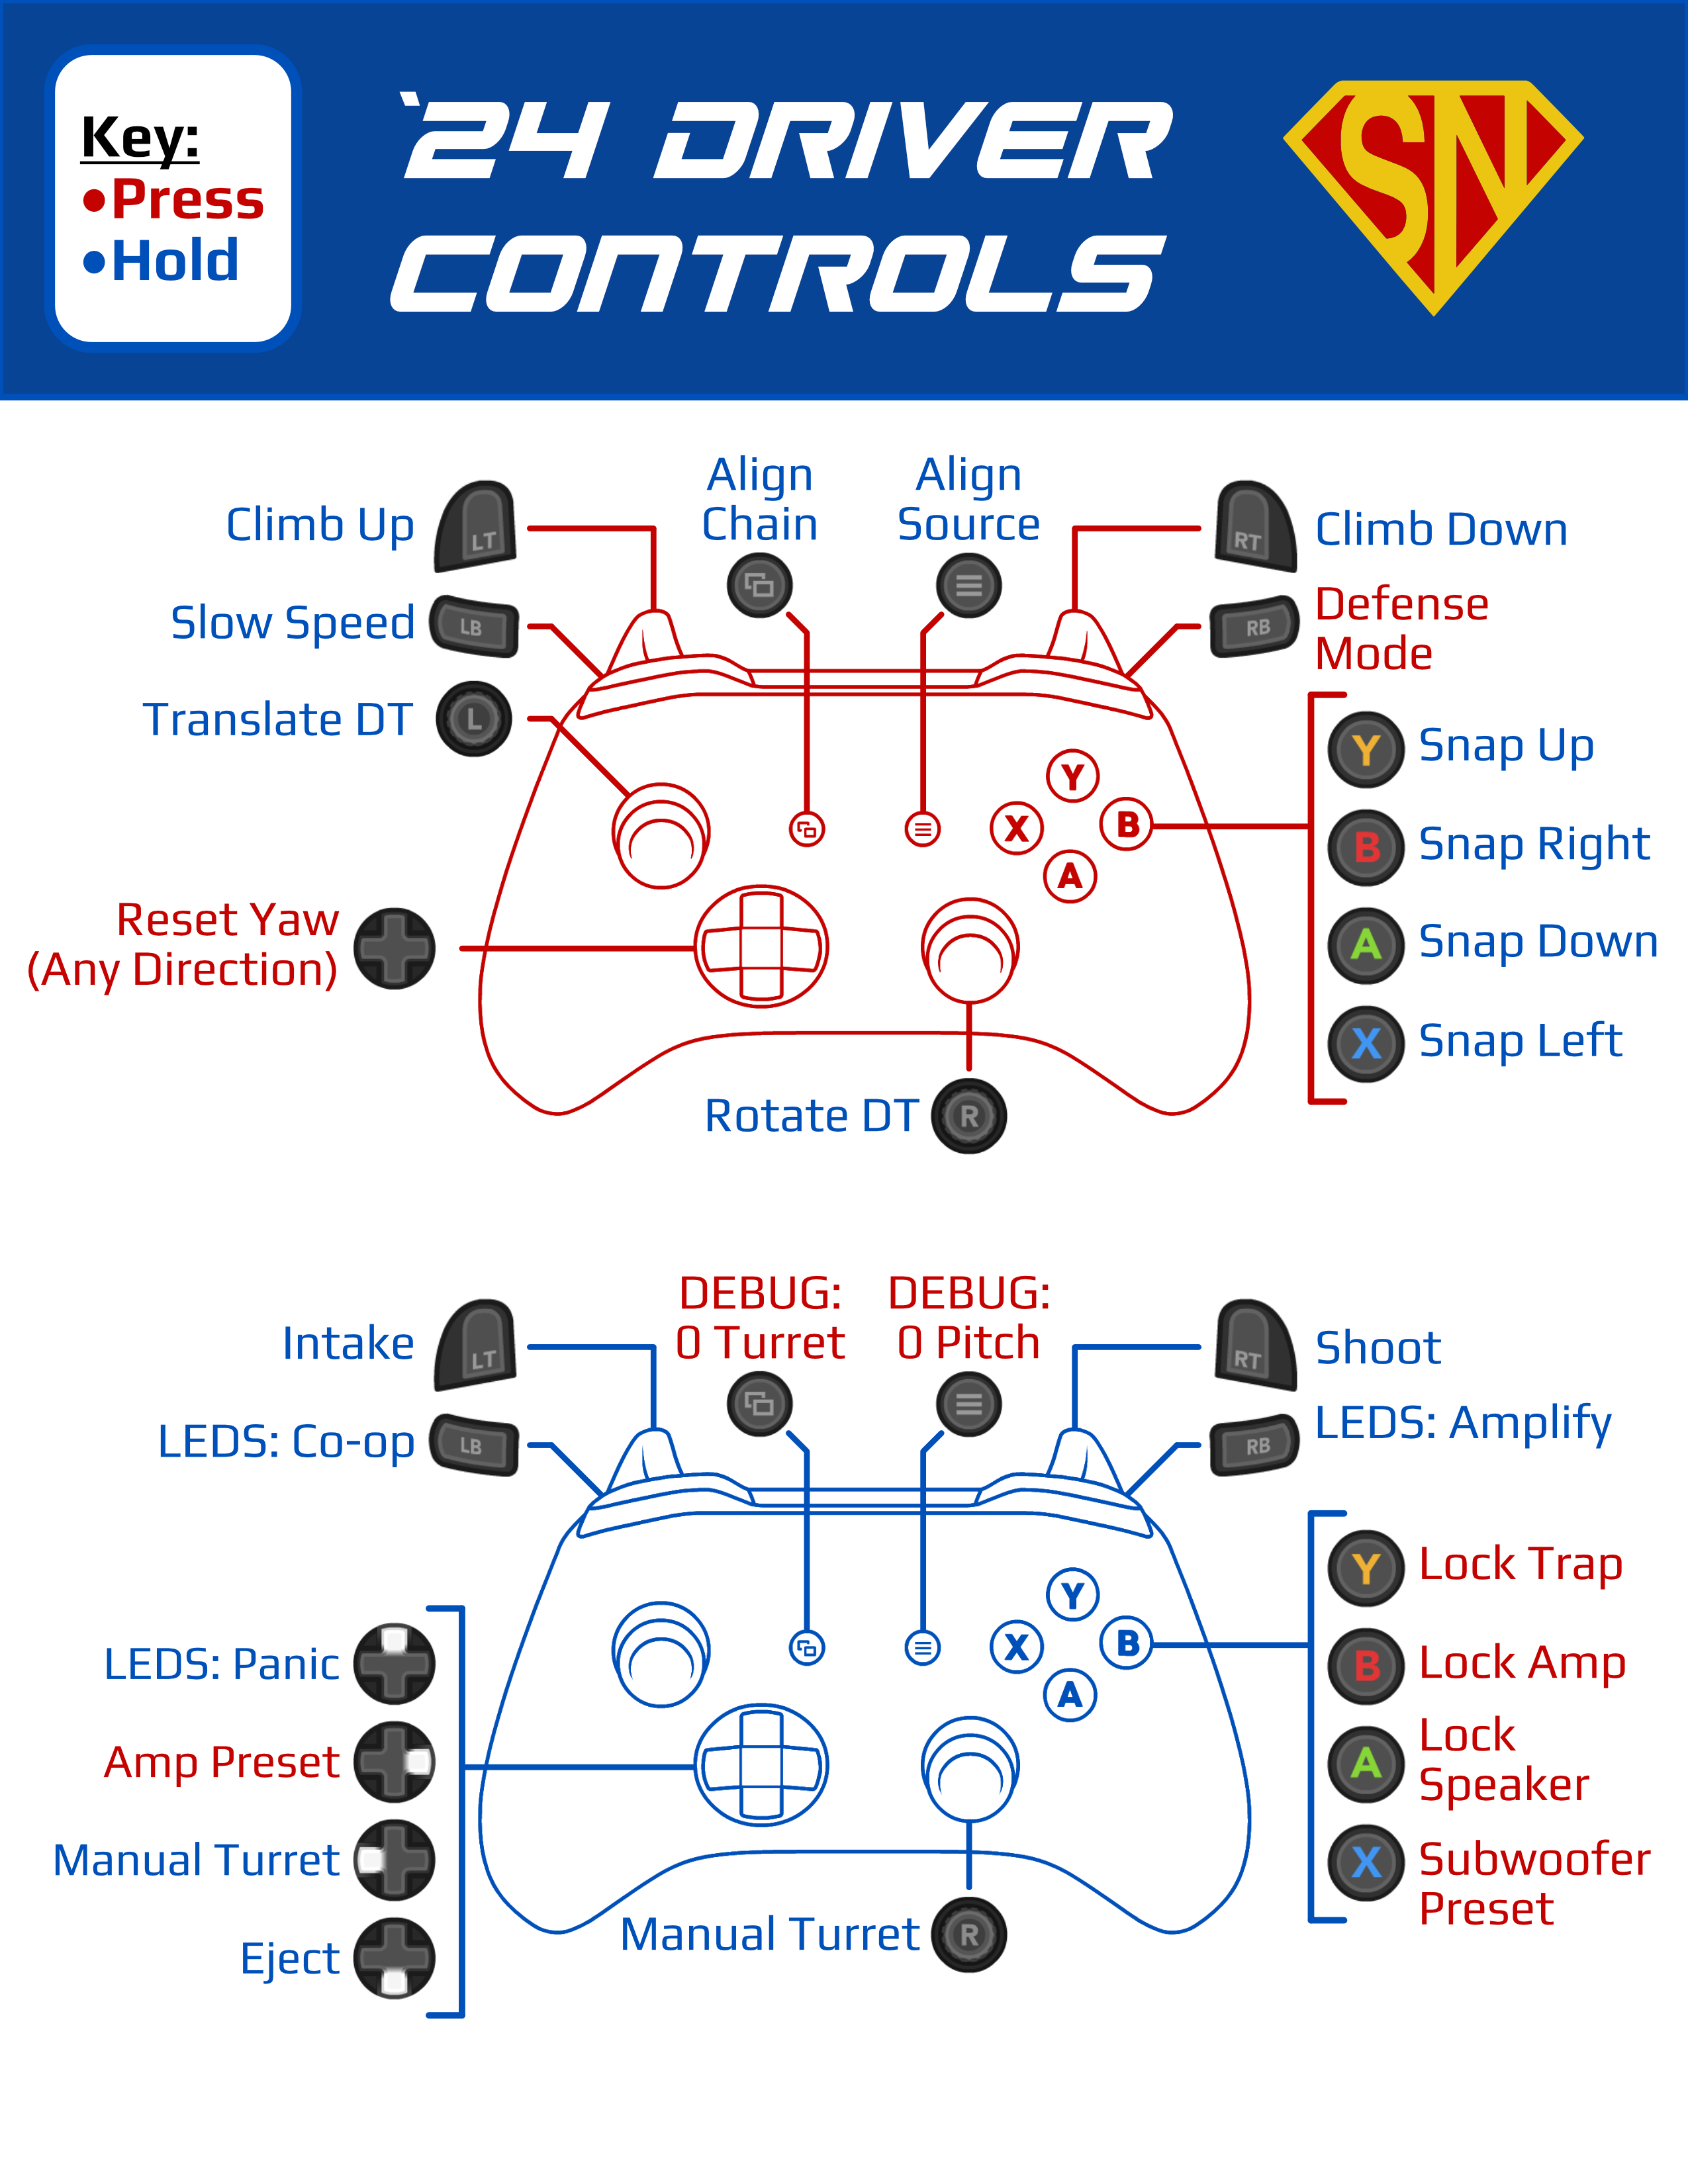 Key:
•Press
•Hold
`24 DRIVER
CONTROLS
SN
Climb Up
LT
Align
Chain
Align
Source
RT
Climb Down
Slow Speed
LB
RB
Defense
Mode
Translate DT
L
Y
Snap Up
B
Snap Right
A
Snap Down
X
Snap Left
Y
X
B
A
Reset Yaw
(Any Direction)
Rotate DT
R
Intake
LT
DEBUG:
0 Turret
DEBUG:
0 Pitch
RT
Shoot
LEDS: Co-op
LB
RB
LEDS: Amplify
Y
X
B
A
Y
Lock Trap
B
Lock Amp
A
Lock
Speaker
X
Subwoofer
Preset
LEDS: Panic
Amp Preset
Manual Turret
Eject
Manual Turret
R